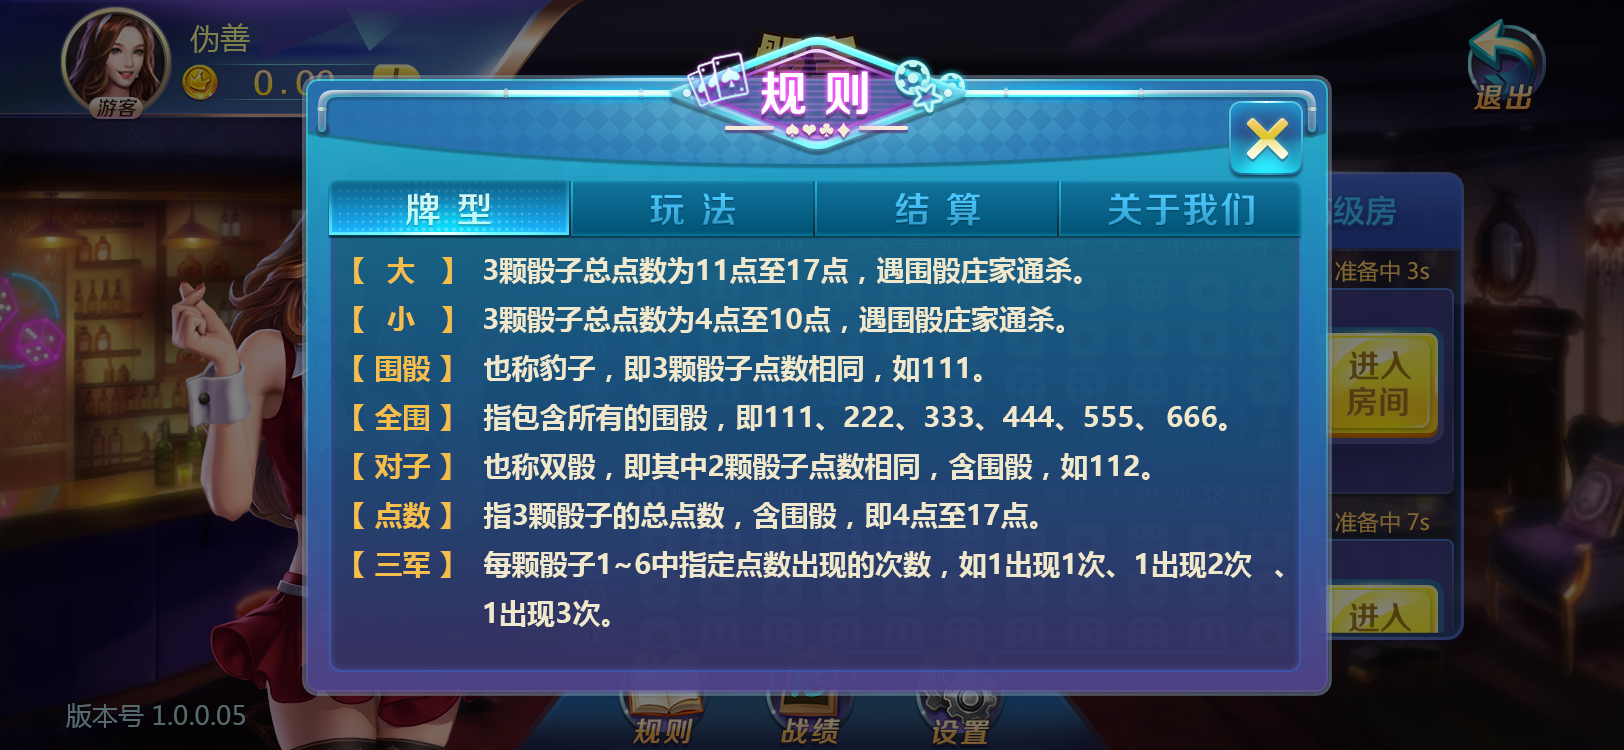 伪善
0.00
游客
规则
退出
牌型
玩法
结算
关于我们
级房
【 大 】 3颗骰子总点数为11点至17点，遇围骰庄家通杀。
准备中 3s
【 小 】 3颗骰子总点数为4点至10点，遇围骰庄家通杀。
【 围骰 】 也称豹子，即3颗骰子点数相同，如111。
进入
房间
【 全围 】 指包含所有的围骰，即111、222、333、444、555、666。
【 对子 】 也称双骰，即其中2颗骰子点数相同，含围骰，如112。
【 点数 】 指3颗骰子的总点数，含围骰，即4点至17点。
准备中 7s
【 三军 】 每颗骰子1~6中指定点数出现的次数，如1出现1次、1出现2次 、
1出现3次。
进入
版本号 1.0.0.05
规则
战绩
设置